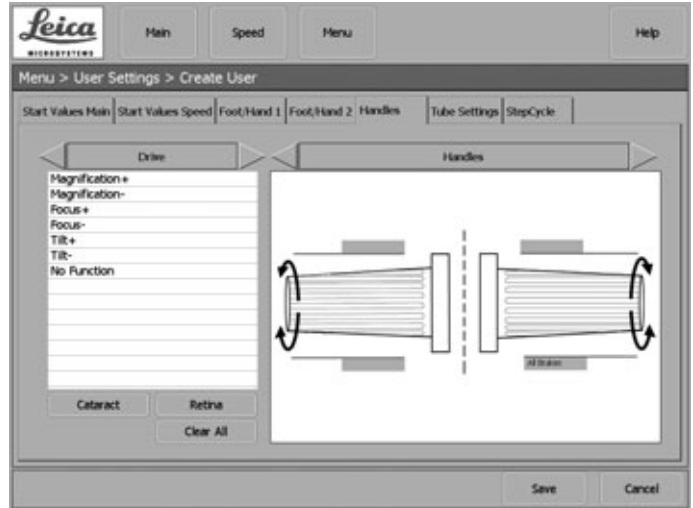 Leica
MICROSYSTEMS
Main
Speed
Menu
Help
Menu > User Settings > Create User
Start Values Main
Start Values Speed
Foot/Hand 1
Foot/Hand 2
Handles
Tube Settings
StepCycle
Drive
Handles
Magnification+
Magnification-
Focus+
Focus-
Tilt+
Tilt-
No Function
All Brakes
Cataract
Retina
Clear All
Save
Cancel